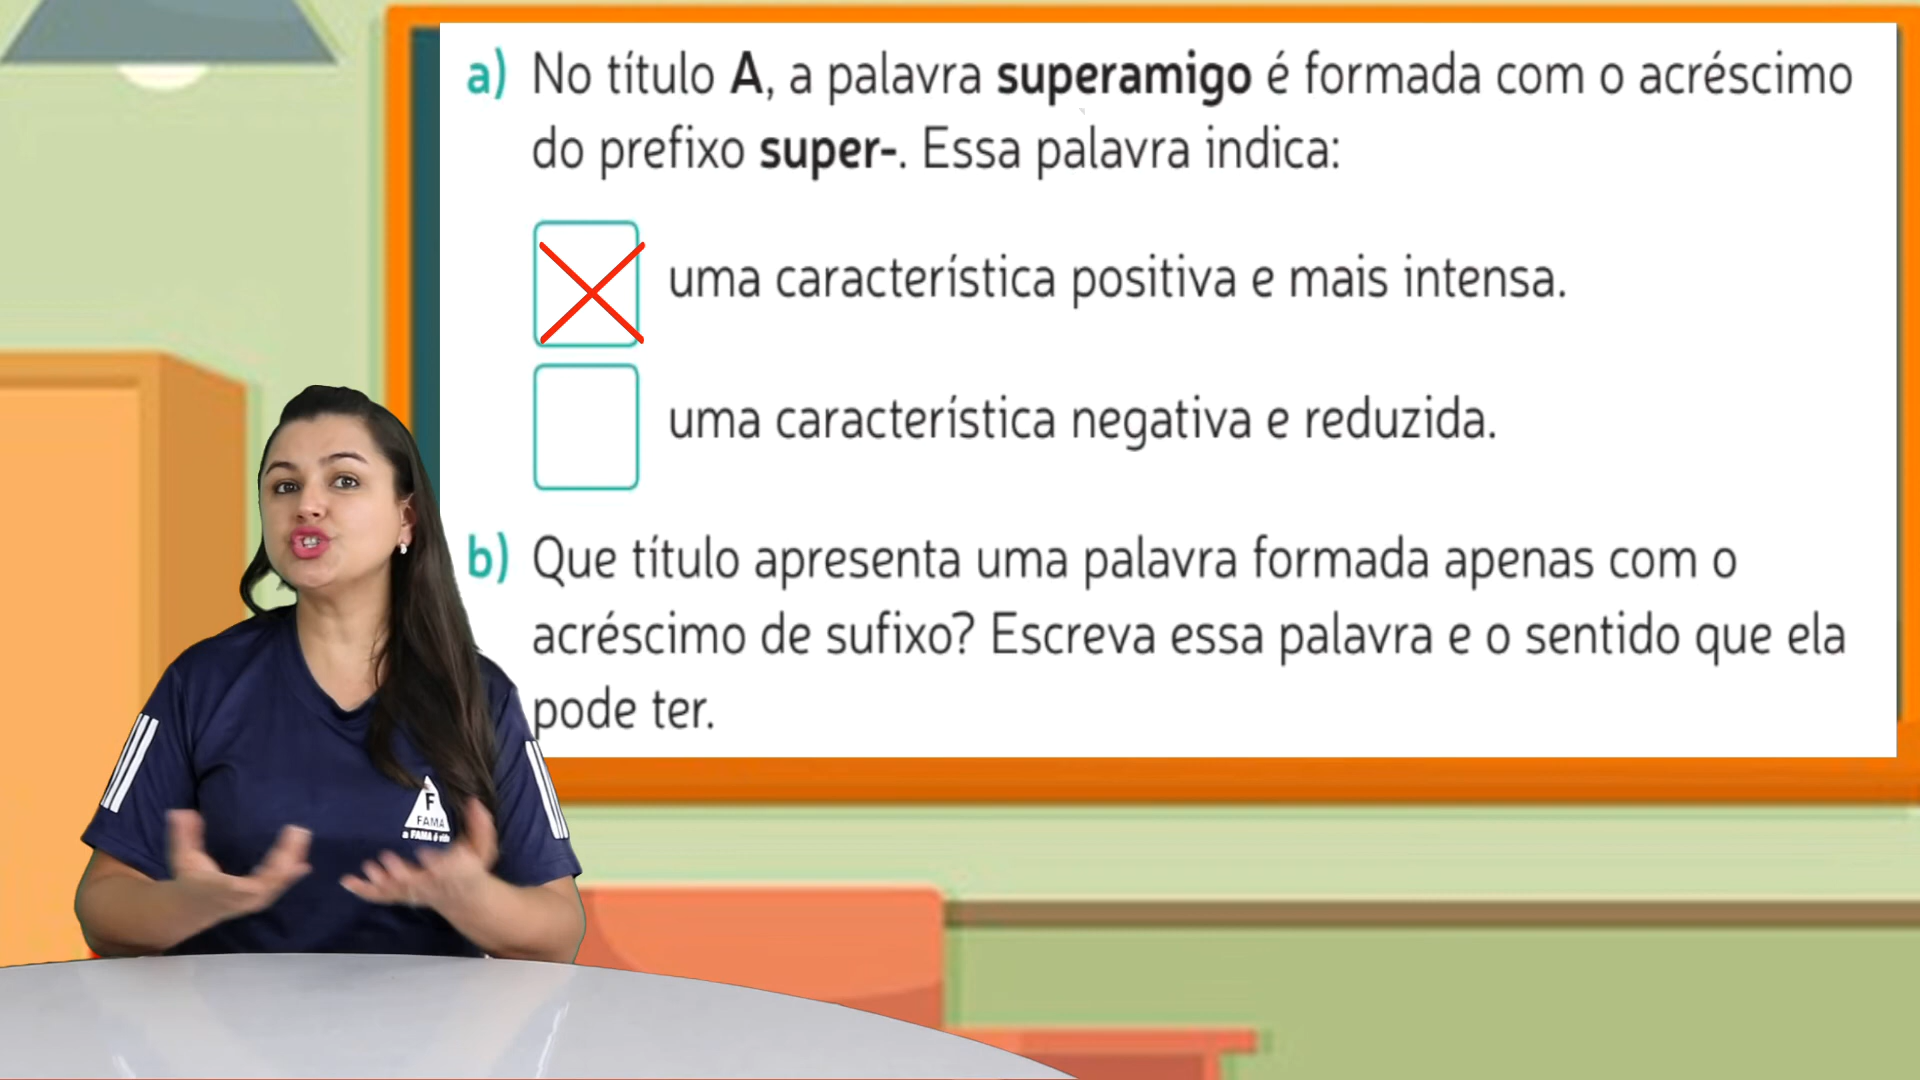 a) No título A, a palavra superamigo é formada com o acréscimo
do prefixo super-. Essa palavra indica:
uma característica positiva e mais intensa.
uma característica negativa e reduzida.
b) Que título apresenta uma palavra formada apenas com o
acréscimo de sufixo? Escreva essa palavra e o sentido que ela
pode ter.
F
FAMA
a FAMA é